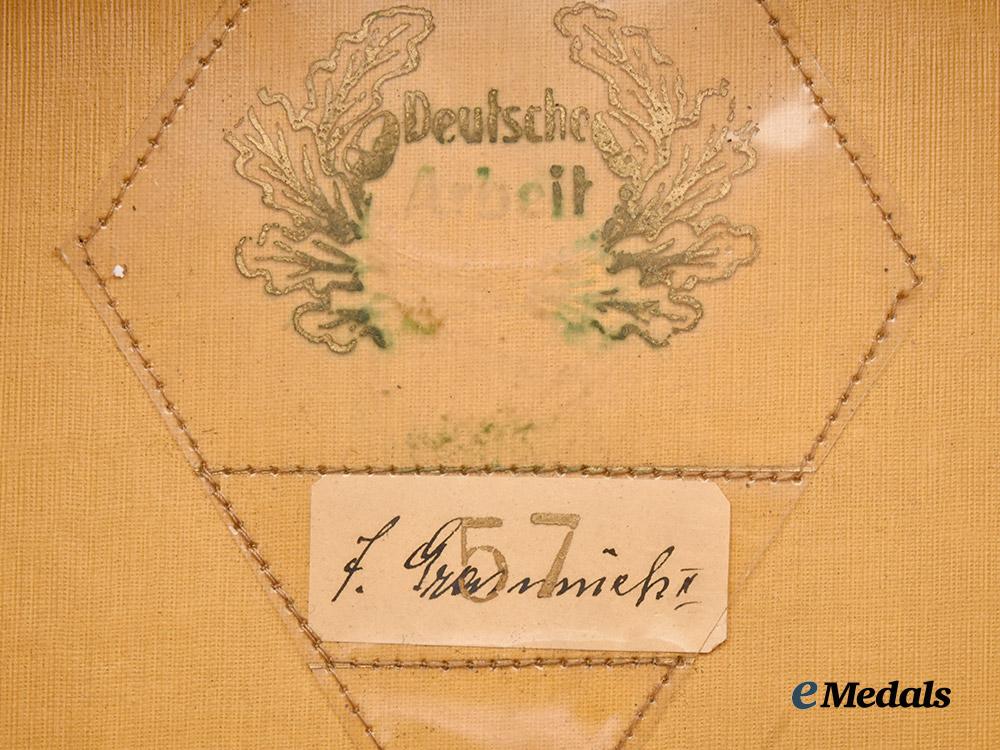 Deutsche
Arbeit
57
F.
eMedals